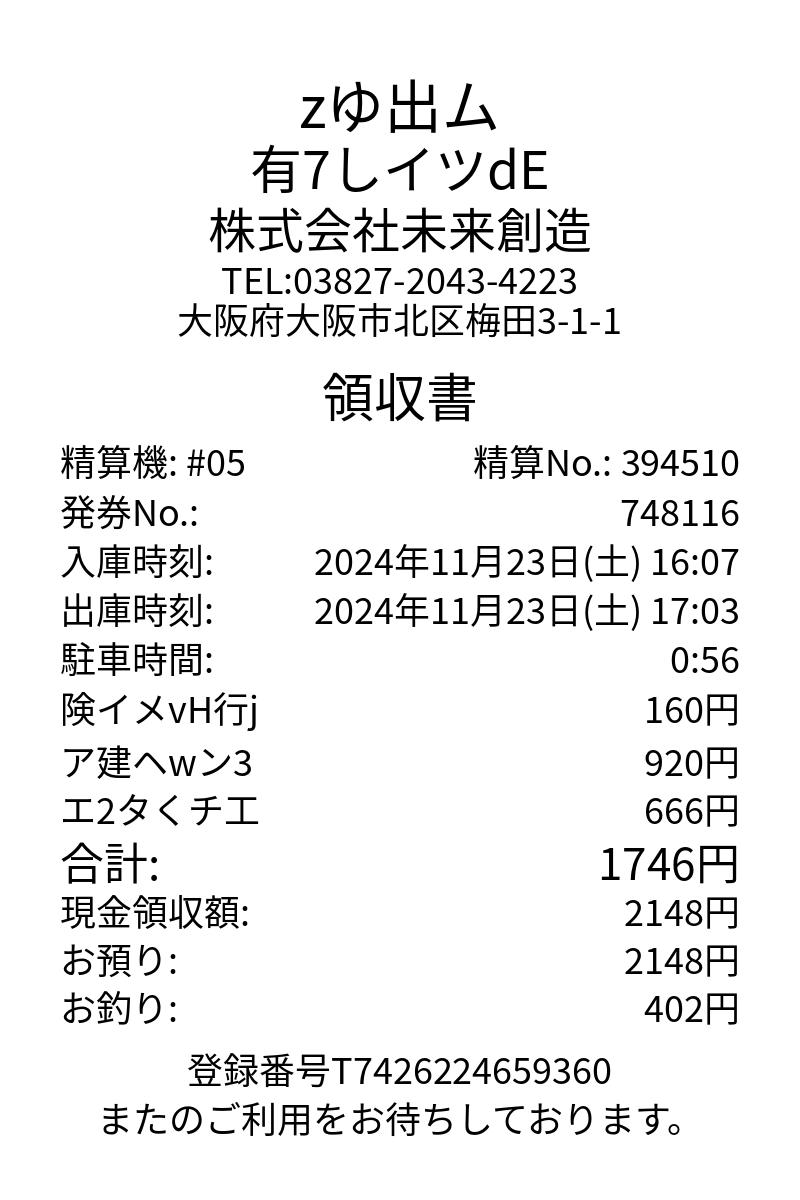 zゆ出ム
有7しイツdE
株式会社未来創造
TEL:03827-2043-4223
大阪府大阪市北区梅田3-1-1
領収書
精算機: #05 精算No.: 394510
発券No.: 748116
入庫時刻: 2024年11月23日(土) 16:07
出庫時刻: 2024年11月23日(土) 17:03
駐車時間: 0:56
険イメvH行j 160円
ア建ヘwン3 920円
エ2タくチ工 666円
合計: 1746円
現金領収額: 2148円
お預り: 2148円
お釣り: 402円
登録番号T7426224659360
またのご利用をお待ちしております。